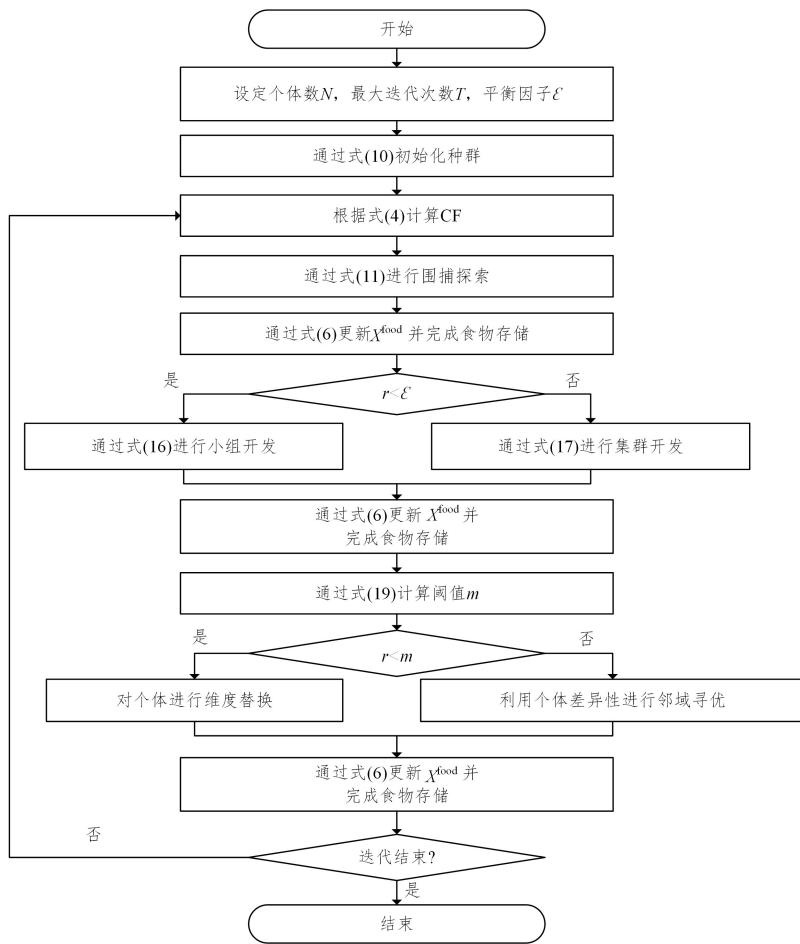 开始
设定个体数N，最大迭代次数T，平衡因子ε
通过式(10)初始化种群
根据式(4)计算CF
通过式(11)进行围捕探索
通过式(6)更新X^food 并完成食物存储
是
r<ε
否
通过式(16)进行小组开发
通过式(17)进行集群开发
通过式(6)更新 X^food 并
完成食物存储
通过式(19)计算阈值m
是
r<m
否
对个体进行维度替换
利用个体差异性进行邻域寻优
通过式(6)更新 X^food 并
完成食物存储
否
迭代结束?
是
结束